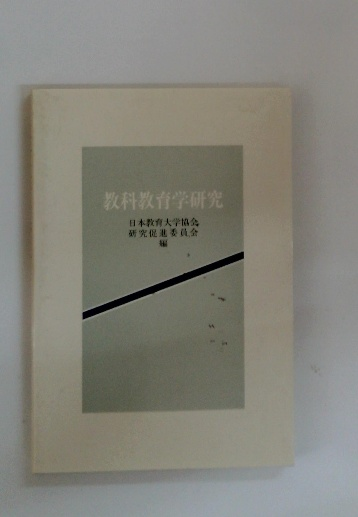 教科教育学研究
日本教育大学協会
研究促進委員会
編